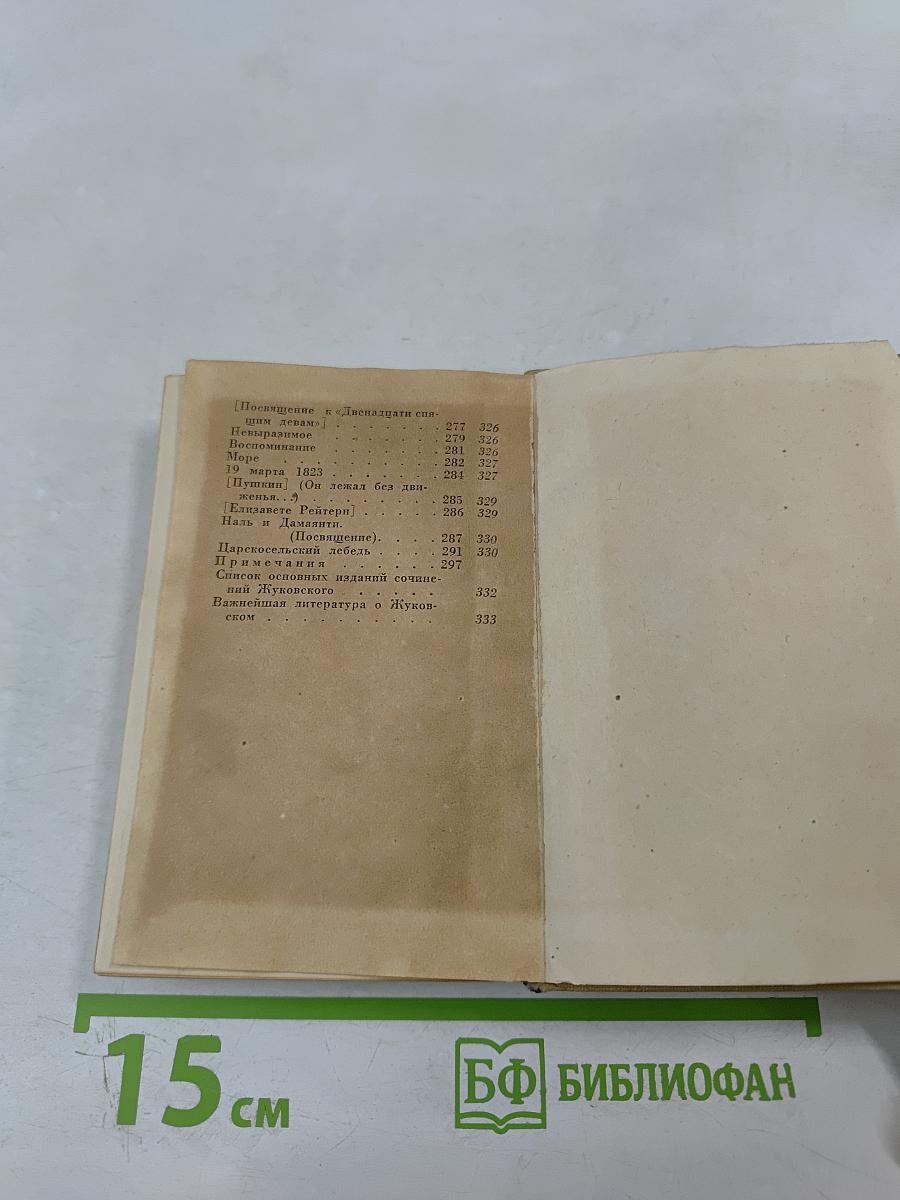 [Посвящение к «Двенадцати спя-
щим девам»] . . . . . . . 277 326
Невыразимое . . . . . . 279 326
Воспоминание . . . . . . 281 326
Море . . . . . . . . . . 282 327
19 марта 1823 . . . . . . . 284 327
[Пушкин] (Он лежал без дви-
женья. . .) . . . . . . . . 285 329
[Елизавете Рейтерн] . . . . . 286 329
Наль и Дамаянти.
(Посвящение). . . . 287 330
Царскосельский лебедь . . . . 291 330
Примечания . . . . . . 297
Список основных изданий сочине-
ний Жуковского . . . . . 332
Важнейшая литература о Жуков-
ском . . . . . . . . . . 333
15 см
БФ БИБЛИОФАН